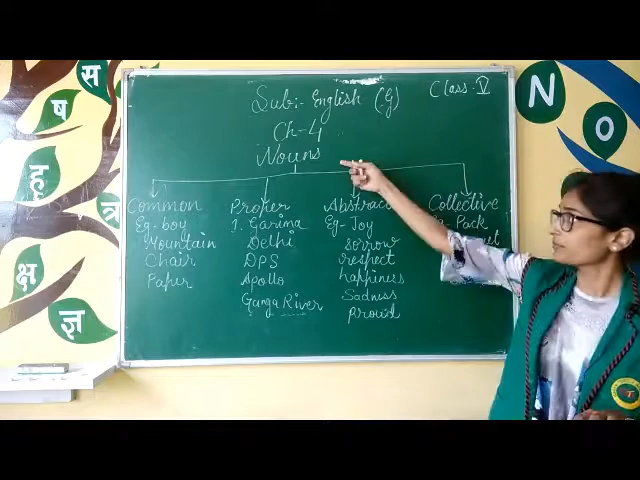 Sub:- English (G)
Class - V
Ch-4
Nouns
Common
Eg- boy
Mountain
Chair
Paper
Proper
1. Garima
Delhi
DPS
Apollo
Ganga River
Abstract
Eg- Joy
sorrow
respect
happiness
Sadness
proud
Collective
Pack
स
ष
ह
त्र
क्ष
ज्ञ
N
O